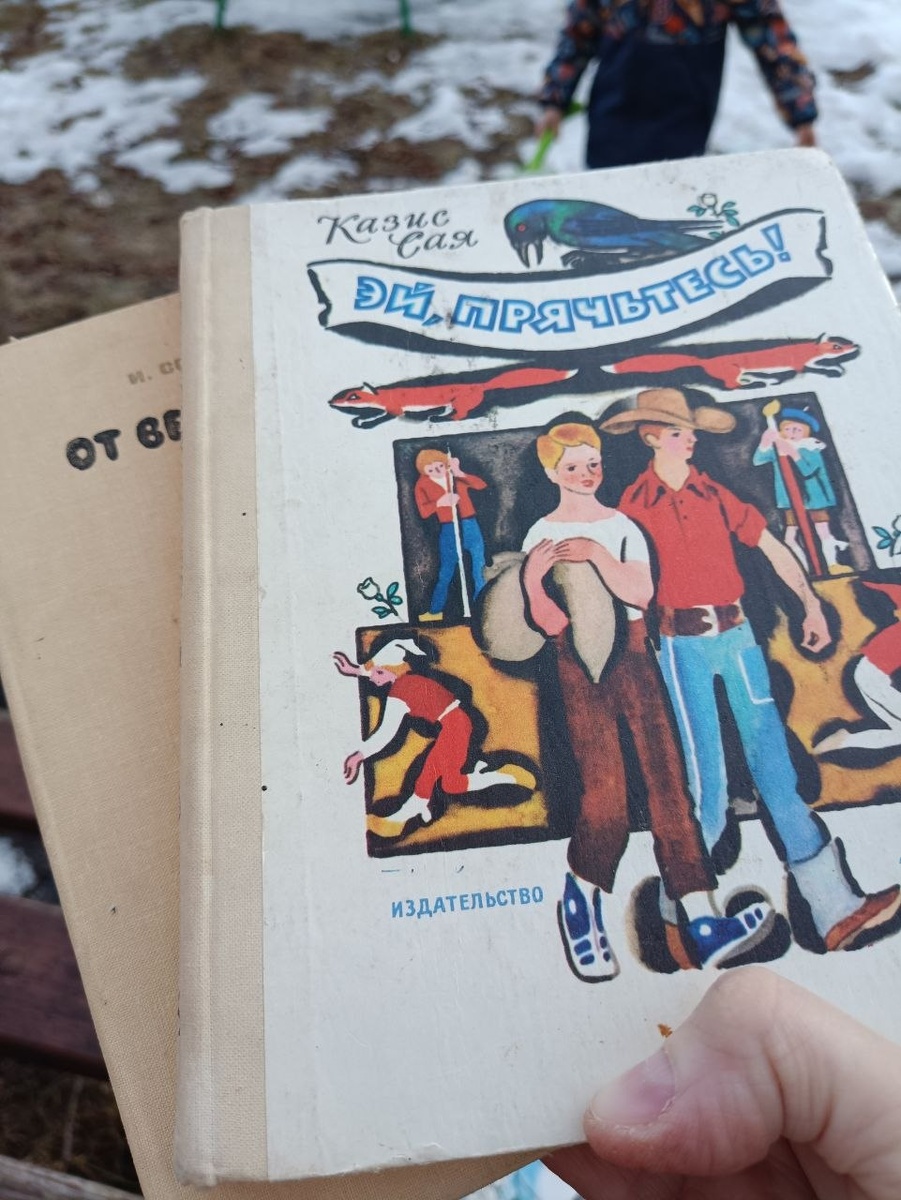 Казис
Сая
ЭЙ, ПРЯЧЬТЕСЬ!
И.
ОТ
ИЗДАТЕЛЬСТВО